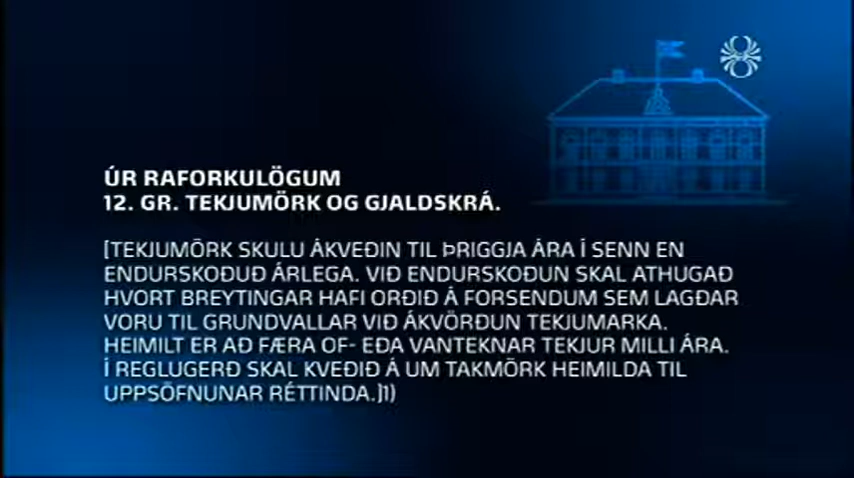 ÚR RAFORKULÖGUM
12. GR. TEKJUMÖRK OG GJALDSKRÁ.
[TEKJUMÖRK SKULU ÁKVEÐIN TIL ÞRIGGJA ÁRA Í SENN EN
ENDURSKOÐUÐ ÁRLEGA. VIÐ ENDURSKOÐUN SKAL ATHUGAÐ
HVORT BREYTINGAR HAFI ORÐIÐ Á FORSENDUM SEM LAGÐAR
VORU TIL GRUNDVALLAR VIÐ ÁKVÖRÐUN TEKJUMARKA.
HEIMILT ER AÐ FÆRA OF- EÐA VANTEKNAR TEKJUR MILLI ÁRA.
Í REGLUGERÐ SKAL KVEÐIÐ Á UM TAKMÖRK HEIMILDA TIL
UPPSÖFNUNAR RÉTTINDA.]1)